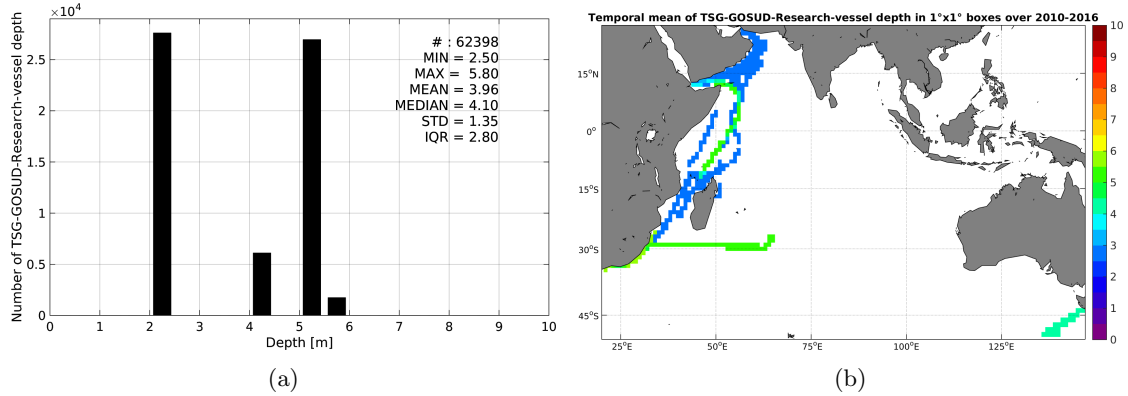 ×10⁴
Number of TSG-GOSUD-Research-vessel depth
2.5
2
1.5
1
0.5
0
# : 62398
MIN = 2.50
MAX = 5.80
MEAN = 3.96
MEDIAN = 4.10
STD = 1.35
IQR = 2.80
0 1 2 3 4 5 6 7 8 9 10
Depth [m]
(a)
Temporal mean of TSG-GOSUD-Research-vessel depth in 1°x1° boxes over 2010-2016
15°N
0°
15°S
30°S
45°S
25°E 50°E 75°E 100°E 125°E
10
9
8
7
6
5
4
3
2
1
0
(b)